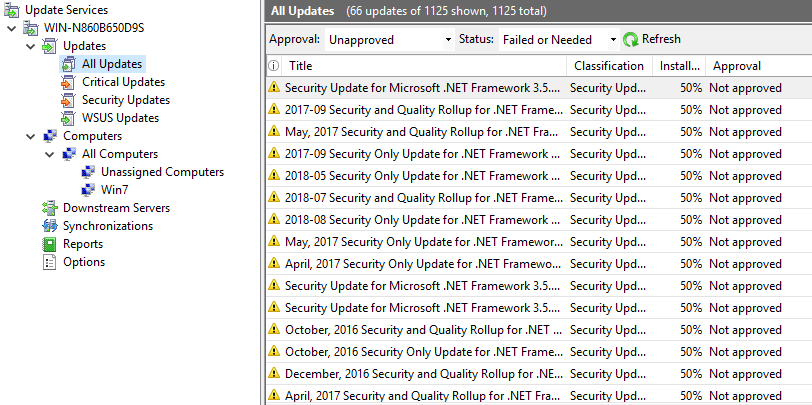 Update Services
WIN-N860B650D9S
Updates
All Updates
Critical Updates
Security Updates
WSUS Updates
Computers
All Computers
Unassigned Computers
Win7
Downstream Servers
Synchronizations
Reports
Options
All Updates (66 updates of 1125 shown, 1125 total)
Approval: Unapproved Status: Failed or Needed Refresh
Title Classification Install... Approval
Security Update for Microsoft .NET Framework 3.5.... Security Upd... 50% Not approved
2017-09 Security and Quality Rollup for .NET Frame... Security Upd... 50% Not approved
May, 2017 Security and Quality Rollup for .NET Fra... Security Upd... 50% Not approved
2017-09 Security Only Update for .NET Framework ... Security Upd... 50% Not approved
2018-05 Security Only Update for .NET Framework ... Security Upd... 50% Not approved
2018-07 Security and Quality Rollup for .NET Frame... Security Upd... 50% Not approved
2018-08 Security Only Update for .NET Framework ... Security Upd... 50% Not approved
May, 2017 Security Only Update for .NET Framewor... Security Upd... 50% Not approved
April, 2017 Security Only Update for .NET Framewo... Security Upd... 50% Not approved
Security Update for Microsoft .NET Framework 3.5.... Security Upd... 50% Not approved
Security Update for Microsoft .NET Framework 3.5.... Security Upd... 50% Not approved
October, 2016 Security and Quality Rollup for .NET ... Security Upd... 50% Not approved
October, 2016 Security Only Update for .NET Frame... Security Upd... 50% Not approved
December, 2016 Security and Quality Rollup for .NE... Security Upd... 50% Not approved
April, 2017 Security and Quality Rollup for .NET Fra... Security Upd... 50% Not approved